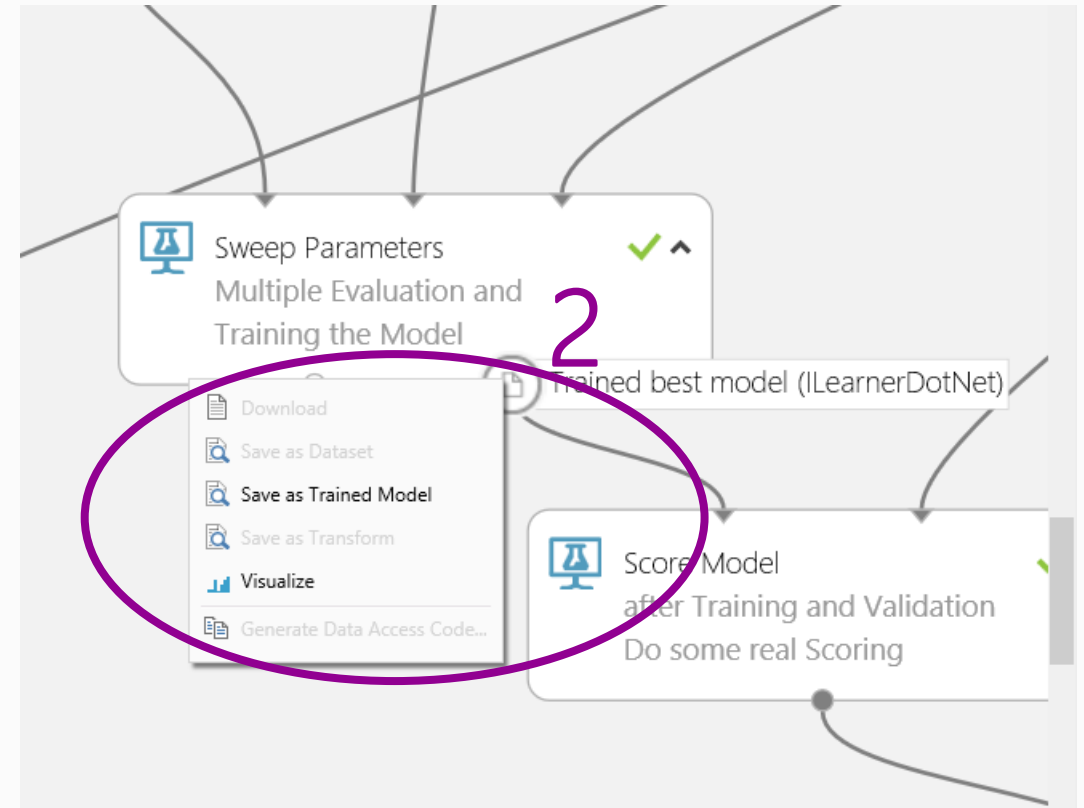 Sweep Parameters
Multiple Evaluation and
Training the Model
2
Trained best model (ILearnerDotNet)
Download
Save as Dataset
Save as Trained Model
Save as Transform
Visualize
Generate Data Access Code...
Score Model
after Training and Validation
Do some real Scoring